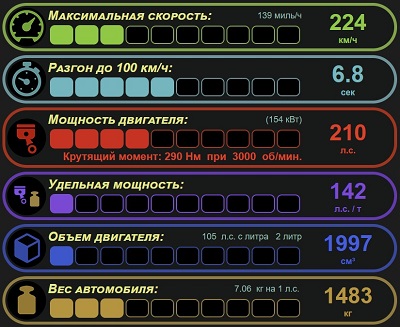 Максимальная скорость: 139 миль/ч
224
км/ч
Разгон до 100 км/ч:
6.8
сек
Мощность двигателя: (154 кВт)
210
л.с.
Крутящий момент: 290 Нм при 3000 об/мин.
Удельная мощность:
142
л.с. / т
Объем двигателя: 105 л.с. с литра 2 литр
1997
см³
Вес автомобиля: 7.06 кг на 1 л.с.
1483
кг